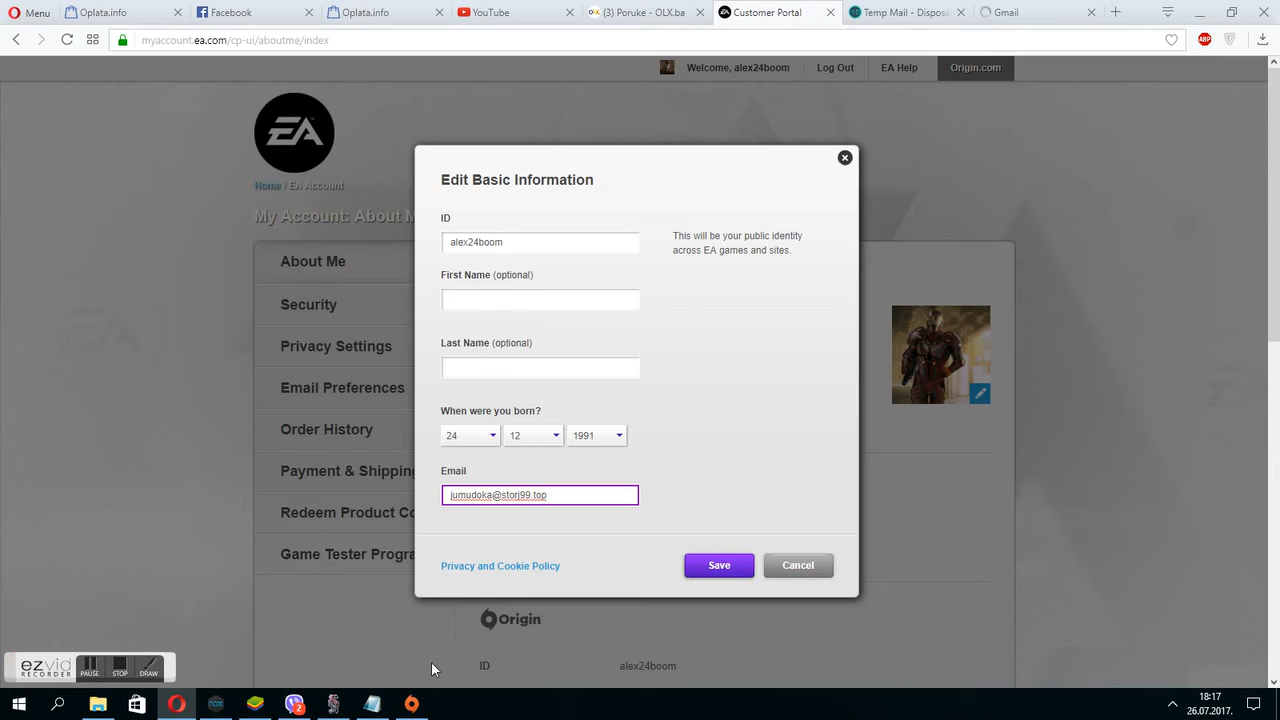 Menu
Oplata.info
Facebook
Oplata.info
YouTube
(3) Poruke - OLX.ba
Customer Portal
Temp Mail - Disposa
Gmail
myaccount.ea.com/cp-ui/aboutme/index
ABP
Welcome, alex24boom
Log Out
EA Help
Origin.com
EA
Home / EA Account
My Account: About M
About Me
Security
Privacy Settings
Email Preferences
Order History
Payment & Shipping
Redeem Product Co
Game Tester Progra
Edit Basic Information
ID
alex24boom
This will be your public identity
across EA games and sites.
First Name (optional)
Last Name (optional)
When were you born?
24 12 1991
Email
jumudoka@storj99.top
Privacy and Cookie Policy
Save
Cancel
Origin
ID
alex24boom
ezvid
RECORDER
PAUSE
STOP
DRAW
nox
2
18:17
26.07.2017.